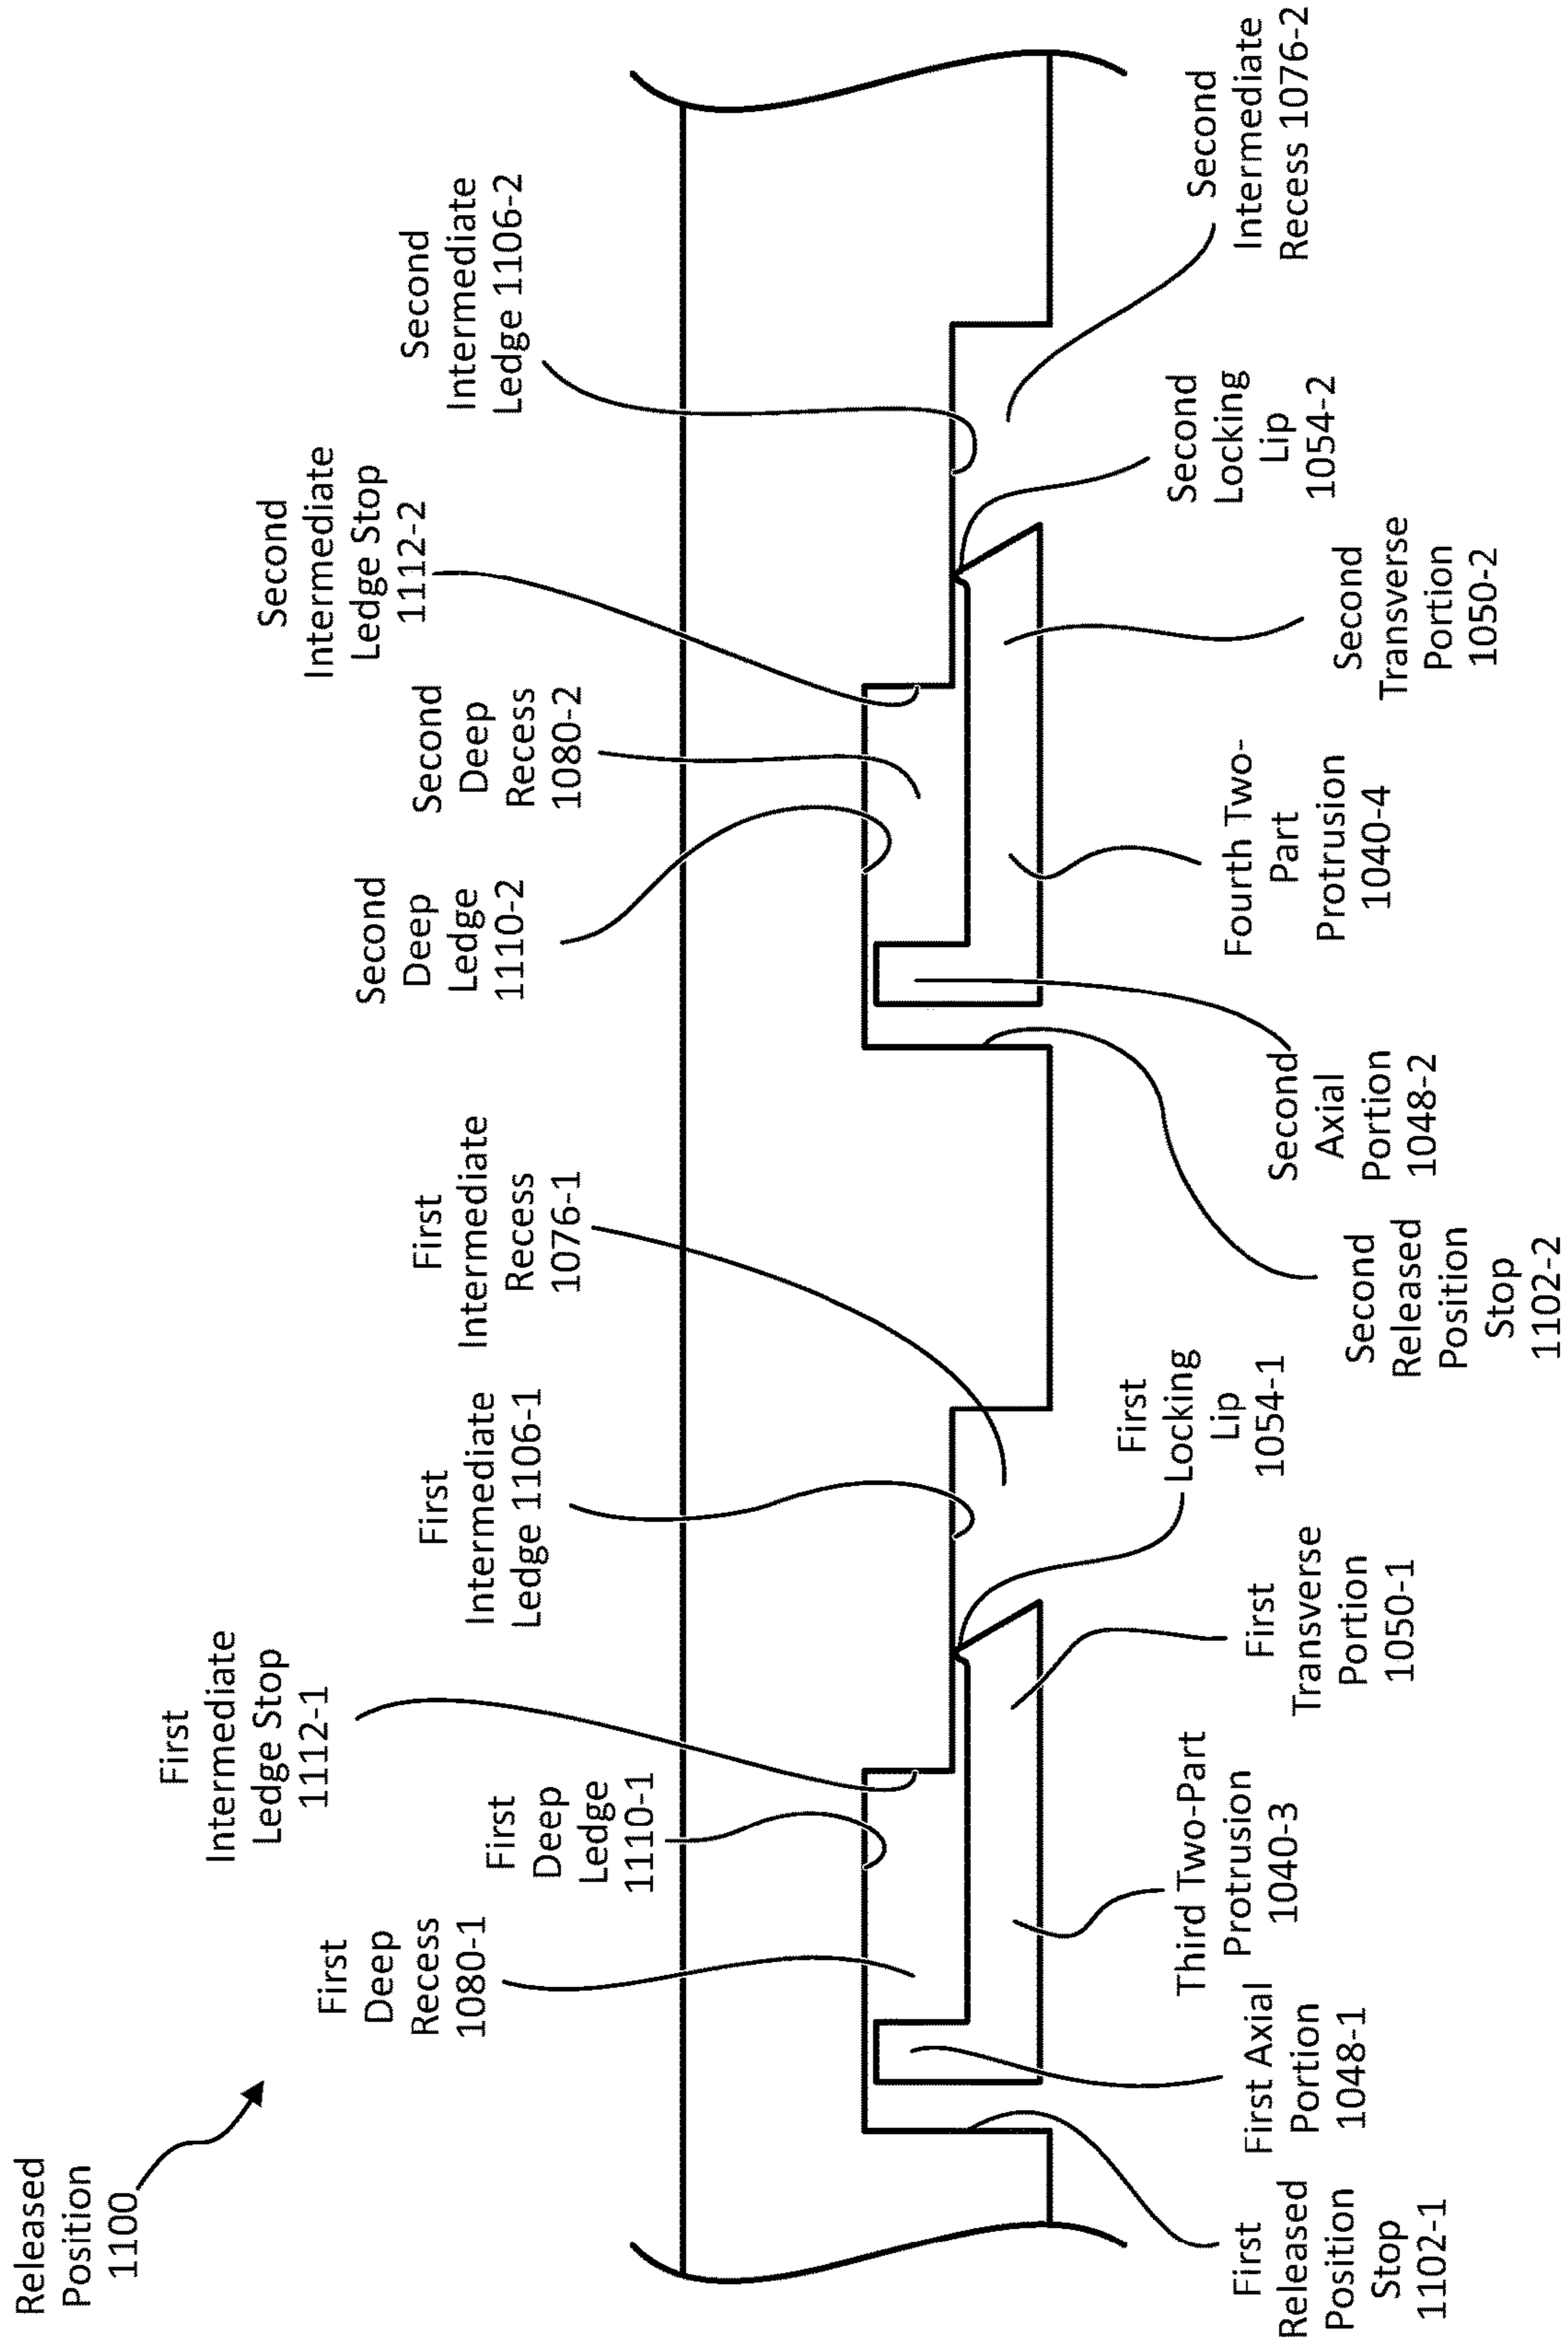 Released
Position
1100
First
Deep
Recess
1080-1
First
Intermediate
Ledge Stop
1112-1
First
Deep
Ledge
1110-1
First
Intermediate
Ledge 1106-1
First
Intermediate
Recess
1076-1
Second
Deep
Ledge
1110-2
Second
Deep
Recess
1080-2
Second
Intermediate
Ledge Stop
1112-2
Second
Intermediate
Ledge 1106-2
First
Released
Position
Stop
1102-1
First Axial
Portion
1048-1
Third Two-Part
Protrusion
1040-3
First
Transverse
Portion
1050-1
First
Locking
Lip
1054-1
Second
Released
Position
Stop
1102-2
Second
Axial
Portion
1048-2
Fourth Two-
Part
Protrusion
1040-4
Second
Transverse
Portion
1050-2
Second
Locking
Lip
1054-2
Second
Intermediate
Recess 1076-2